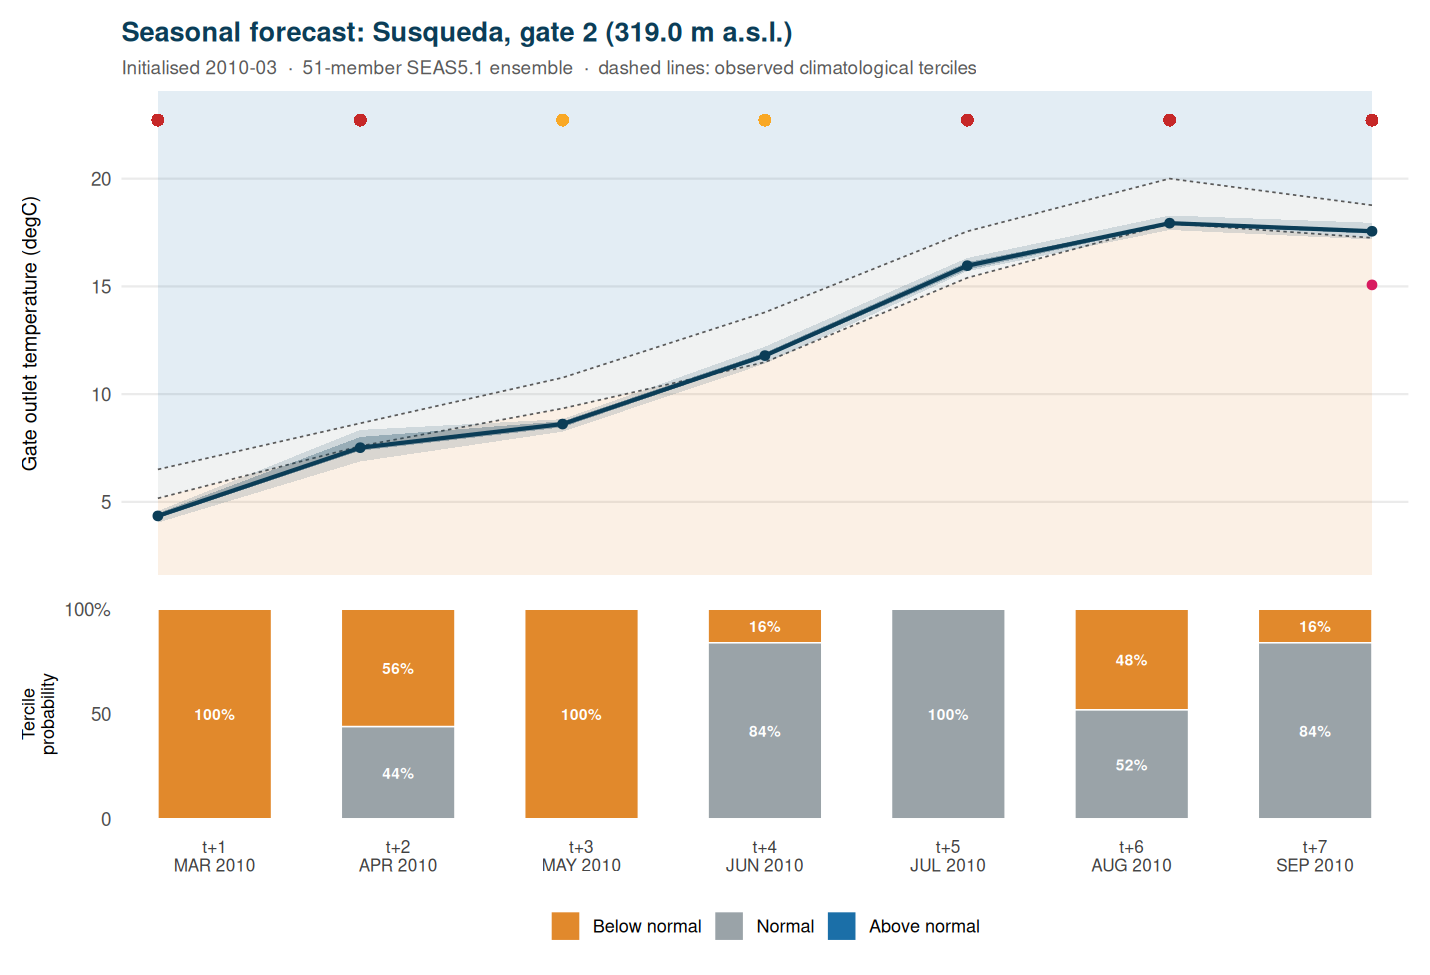 Seasonal forecast: Susqueda, gate 2 (319.0 m a.s.l.)
Initialised 2010-03 · 51-member SEAS5.1 ensemble · dashed lines: observed climatological terciles
Gate outlet temperature (degC)
20
15
10
5
Tercile
probability
100%
50
0
100%
56%
44%
100%
16%
84%
100%
48%
52%
16%
84%
t+1
MAR 2010
t+2
APR 2010
t+3
MAY 2010
t+4
JUN 2010
t+5
JUL 2010
t+6
AUG 2010
t+7
SEP 2010
Below normal
Normal
Above normal